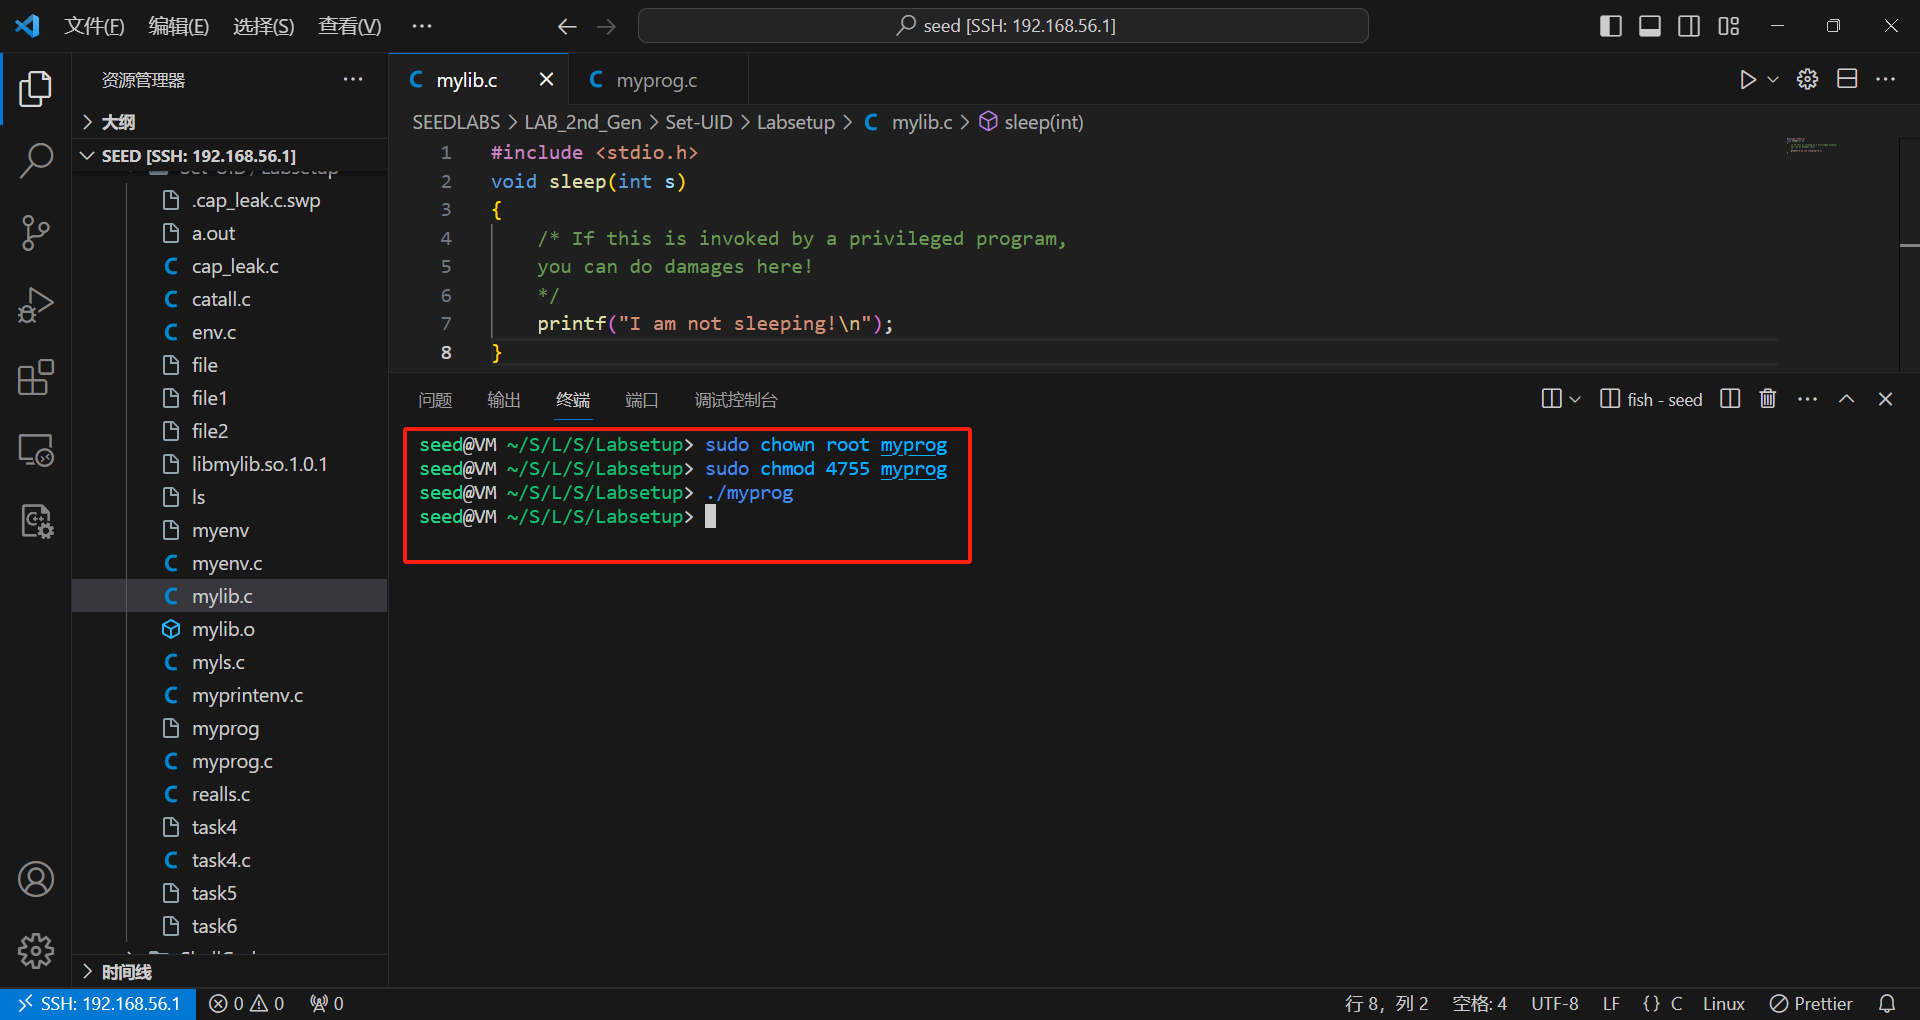 文件(F) 编辑(E) 选择(S) 查看(V) ··· seed [SSH: 192.168.56.1]
资源管理器
大纲
SEED [SSH: 192.168.56.1]
Set-UID / Labsetup
.cap_leak.c.swp
a.out
cap_leak.c
catall.c
env.c
file
file1
file2
libmylib.so.1.0.1
ls
myenv
myenv.c
mylib.c
mylib.o
myls.c
myprintenv.c
myprog
myprog.c
realls.c
task4
task4.c
task5
task6
时间线
mylib.c myprog.c
SEEDLABS > LAB_2nd_Gen > Set-UID > Labsetup > C mylib.c > sleep(int)
1 #include <stdio.h>
2 void sleep(int s)
3 {
4 /* If this is invoked by a privileged program,
5 you can do damages here!
6 */
7 printf("I am not sleeping!\n");
8 }
问题 输出 终端 端口 调试控制台 fish - seed
seed@VM ~/S/L/S/Labsetup> sudo chown root myprog
seed@VM ~/S/L/S/Labsetup> sudo chmod 4755 myprog
seed@VM ~/S/L/S/Labsetup> ./myprog
seed@VM ~/S/L/S/Labsetup>
SSH: 192.168.56.1 0 0 0 行 8，列 2 空格: 4 UTF-8 LF {} C Linux Prettier